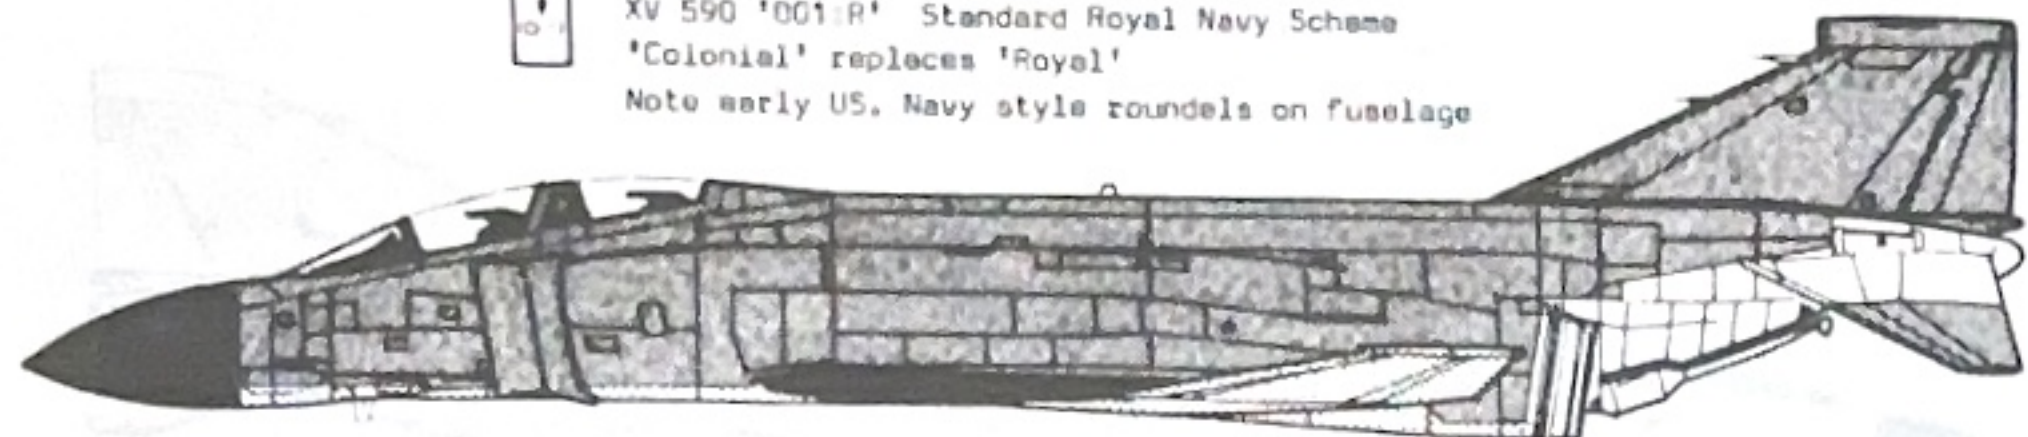 XV 590 '001 R' Standard Royal Navy Scheme
'Colonial' replaces 'Royal'
Note early US. Navy style roundels on fuselage